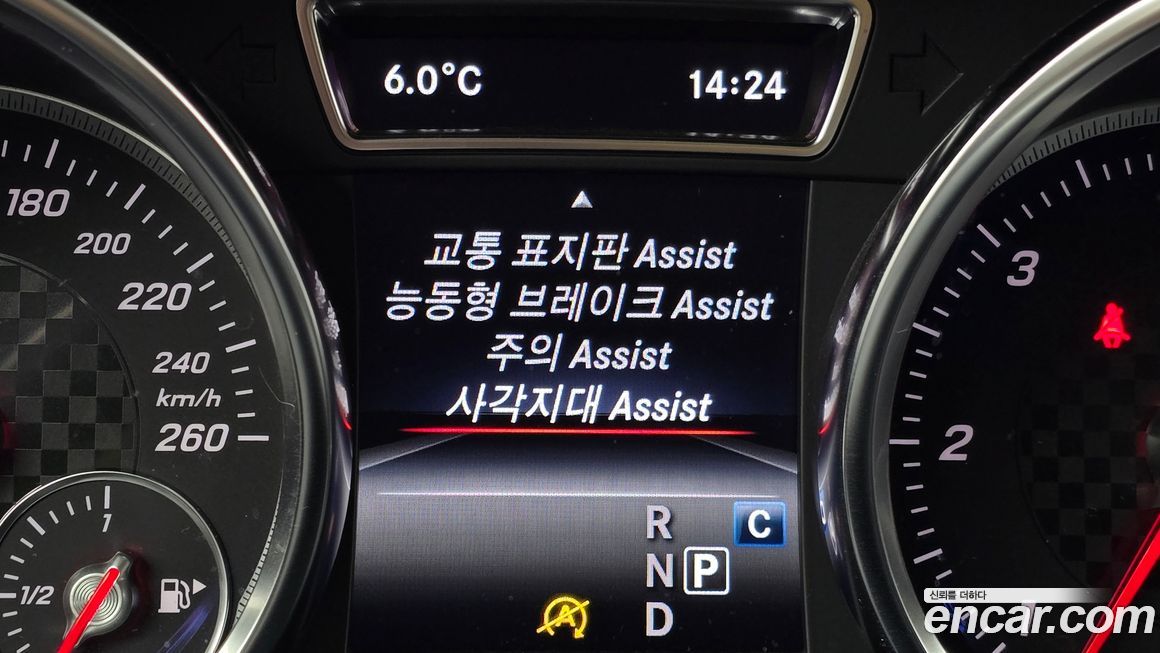 6.0°C 14:24
교통 표지판 Assist
능동형 브레이크 Assist
주의 Assist
사각지대 Assist
180
200
220
240
km/h
260
1
1/2
3
2
1
R C
N P
D
A
신뢰를 더하다
encar.com